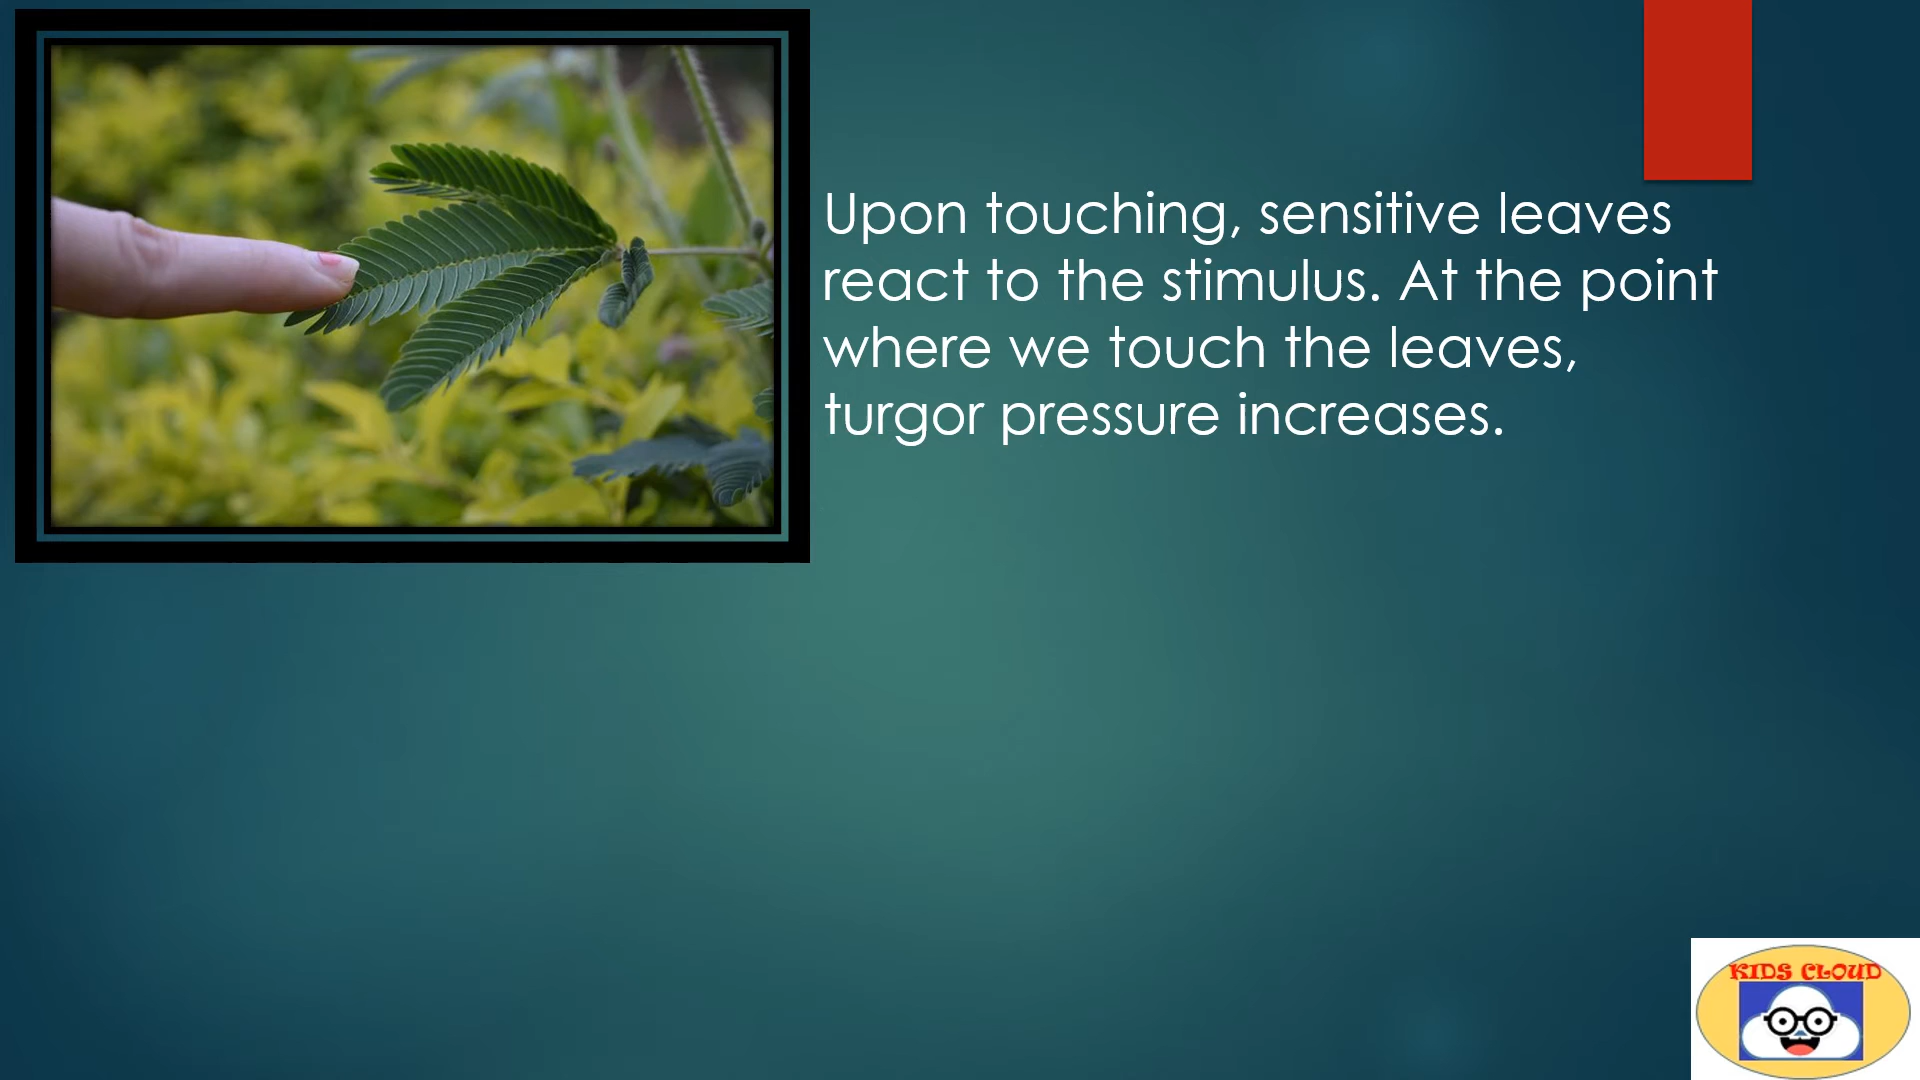 Upon touching, sensitive leaves
react to the stimulus. At the point
where we touch the leaves,
turgor pressure increases.
KIDS CLOUD